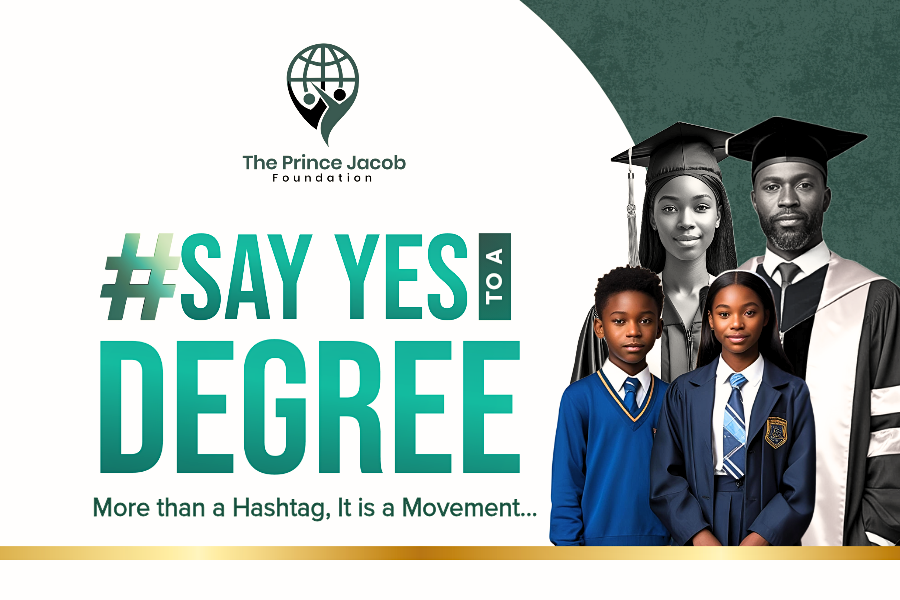 The Prince Jacob
Foundation
#SAY YES TO A
DEGREE
More than a Hashtag, It is a Movement...